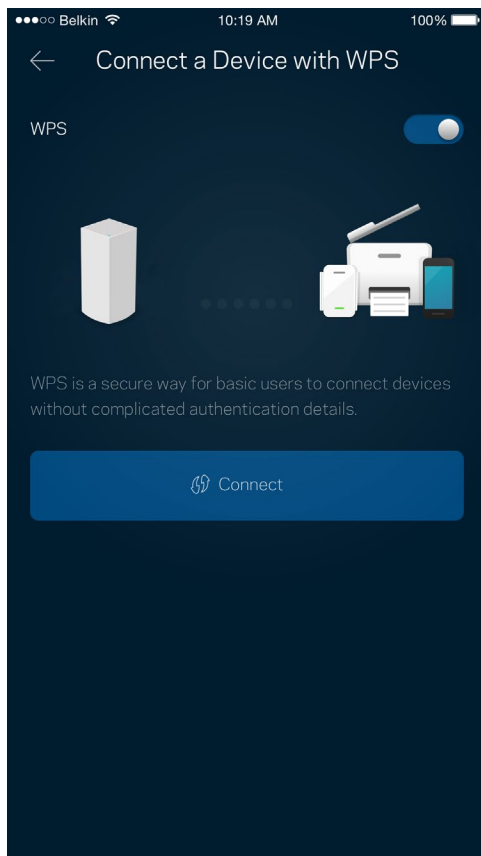 Belkin 10:19 AM 100%
Connect a Device with WPS
WPS
WPS is a secure way for basic users to connect devices
without complicated authentication details.
Connect